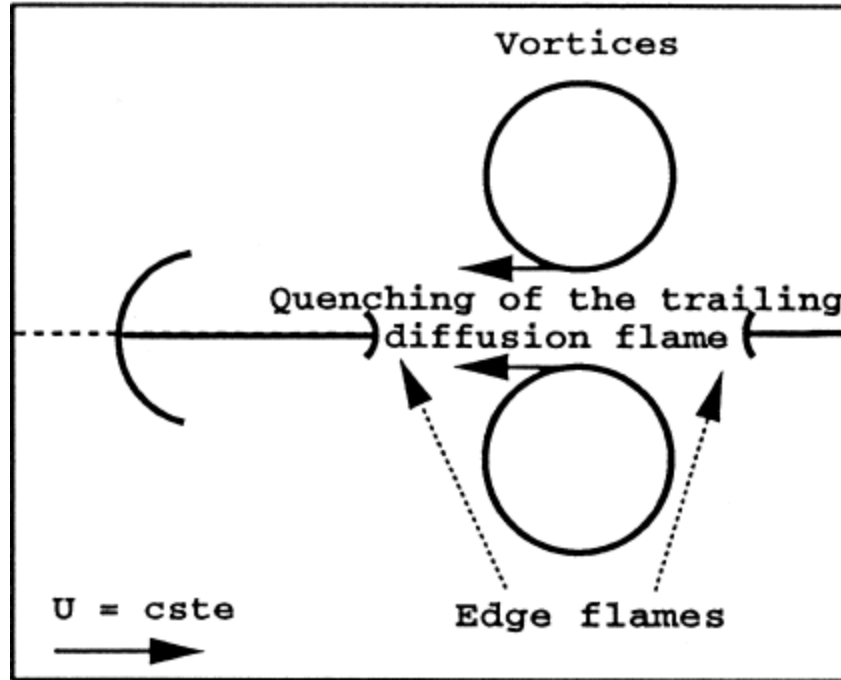 Vortices
Quenching of the trailing
diffusion flame
U = cste
Edge flames